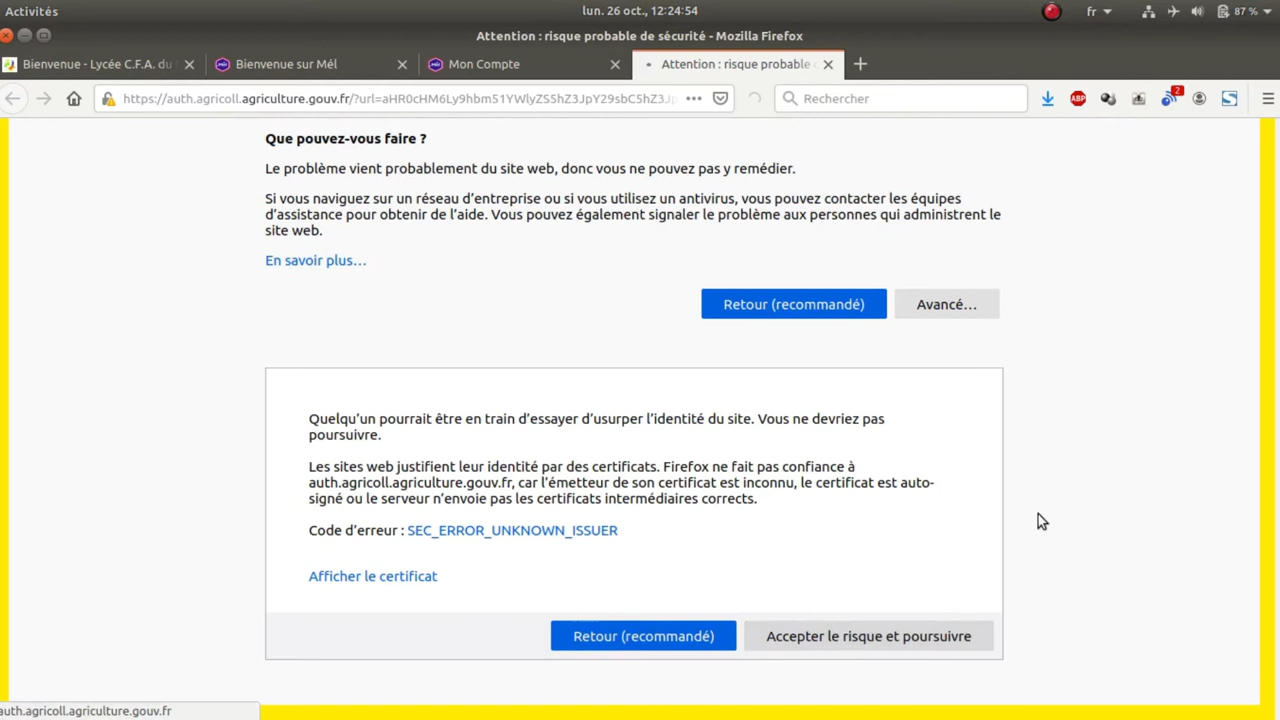 Activités
lun. 26 oct., 12:24:54
fr
87 %
Attention : risque probable de sécurité - Mozilla Firefox
Bienvenue - Lycée C.F.A. du
Bienvenue sur Mél
Mon Compte
Attention : risque probable
https://auth.agricoll.agriculture.gouv.fr/?url=aHR0cHM6Ly9hbm51YWlyZS5hZ3JpY29sbC5hZ3Jp
Rechercher
ABP
2
Que pouvez-vous faire ?
Le problème vient probablement du site web, donc vous ne pouvez pas y remédier.
Si vous naviguez sur un réseau d'entreprise ou si vous utilisez un antivirus, vous pouvez contacter les équipes
d'assistance pour obtenir de l'aide. Vous pouvez également signaler le problème aux personnes qui administrent le
site web.
En savoir plus…
Retour (recommandé)
Avancé…
Quelqu'un pourrait être en train d'essayer d'usurper l'identité du site. Vous ne devriez pas
poursuivre.
Les sites web justifient leur identité par des certificats. Firefox ne fait pas confiance à
auth.agricoll.agriculture.gouv.fr, car l'émetteur de son certificat est inconnu, le certificat est auto-
signé ou le serveur n'envoie pas les certificats intermédiaires corrects.
Code d'erreur : SEC_ERROR_UNKNOWN_ISSUER
Afficher le certificat
Retour (recommandé)
Accepter le risque et poursuivre
auth.agricoll.agriculture.gouv.fr